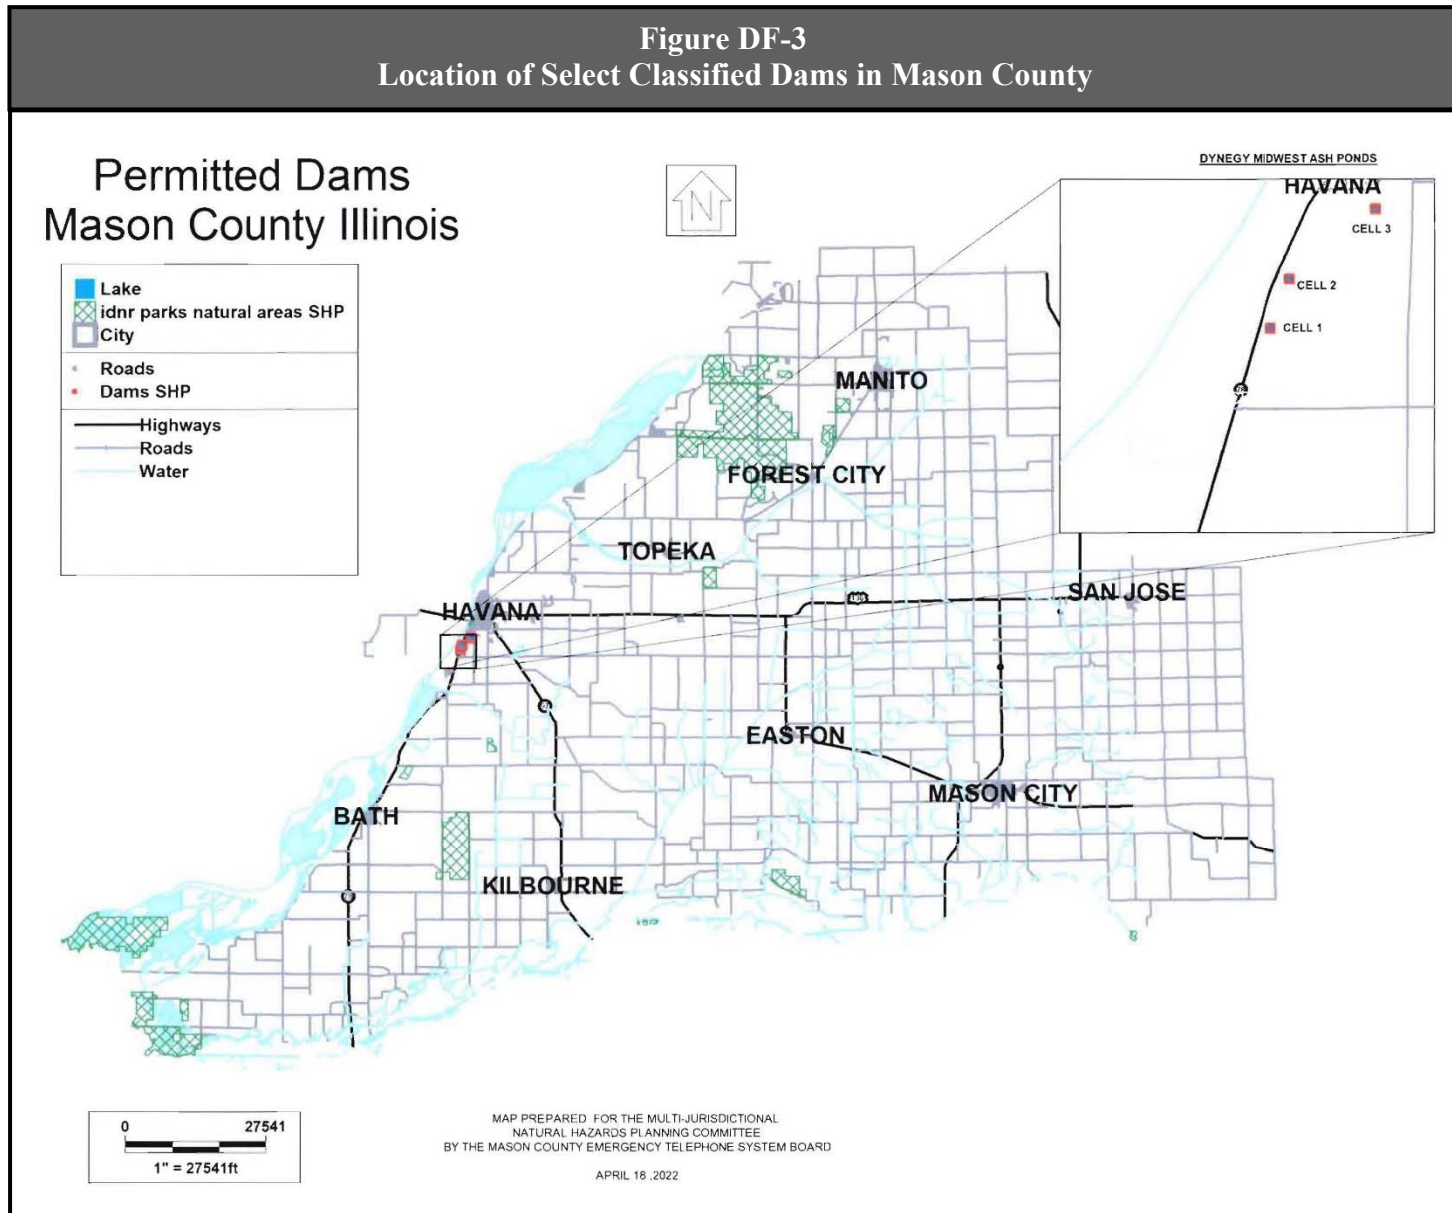 Figure DF-3
Location of Select Classified Dams in Mason County
Permitted Dams
Mason County Illinois
N
Lake
idnr parks natural areas SHP
City
Roads
Dams SHP
Highways
Roads
Water
DYNEGY MIDWEST ASH PONDS
HAVANA
CELL 3
CELL 2
CELL 1
MANITO
FOREST CITY
TOPEKA
SAN JOSE
HAVANA
EASTON
MASON CITY
BATH
KILBOURNE
0 27541
1" = 27541ft
MAP PREPARED FOR THE MULTI-JURISDICTIONAL
NATURAL HAZARDS PLANNING COMMITTEE
BY THE MASON COUNTY EMERGENCY TELEPHONE SYSTEM BOARD
APRIL 18 ,2022